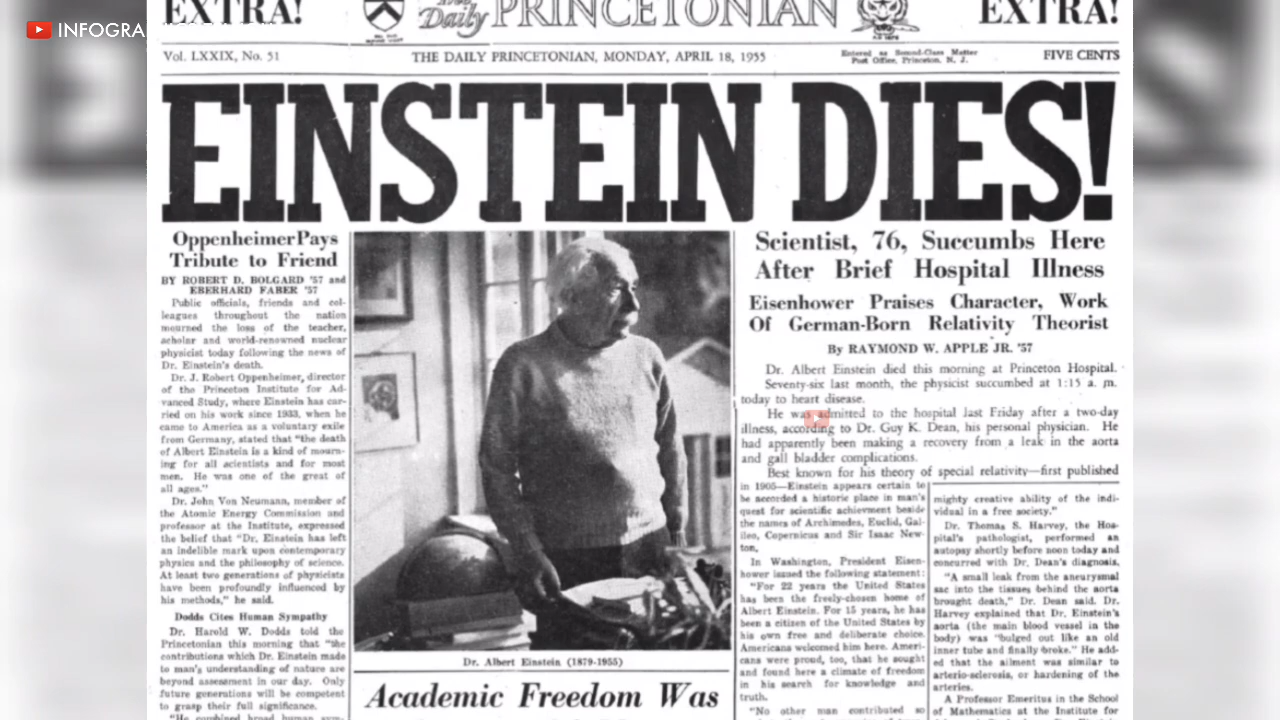 INFOGRA
EXTRA!
The Daily PRINCETONIAN
EXTRA!
Vol. LXXIX, No. 51
THE DAILY PRINCETONIAN, MONDAY, APRIL 18, 1955
Entered as Second-Class Matter
Post Office, Princeton, N. J.
FIVE CENTS
EINSTEIN DIES!
Oppenheimer Pays
Tribute to Friend
BY ROBERT D. BOLGARD '57 and
EBERHARD FABER '57
Public officials, friends and col-
leagues throughout the nation
mourned the loss of the teacher,
scholar and world-renowned nuclear
physicist today following the news of
Dr. Einstein's death.
Dr. J. Robert Oppenheimer, director
of the Princeton Institute for Ad-
vanced Study, where Einstein has car-
ried on his work since 1933, when he
came to America as a voluntary exile
from Germany, stated that "the death
of Albert Einstein is a kind of mourn-
ing for all scientists and for most
men. He was one of the great of
all ages."
Dr. John Von Neumann, member of
the Atomic Energy Commission and
professor at the Institute, expressed
the belief that "Dr. Einstein has left
an indelible mark upon contemporary
physics and the philosophy of science.
At least two generations of physicists
have been profoundly influenced by
his methods," he said.
Dodds Cites Human Sympathy
Dr. Harold W. Dodds told the
Princetonian this morning that "the
contributions which Dr. Einstein made
to man's understanding of nature are
beyond assessment in our day. Only
future generations will be competent
to grasp their full significance.
"He combined broad human sym-
Dr. Albert Einstein (1879-1955)
Academic Freedom Was
Scientist, 76, Succumbs Here
After Brief Hospital Illness
Eisenhower Praises Character, Work
Of German-Born Relativity Theorist
By RAYMOND W. APPLE JR. '57
Dr. Albert Einstein died this morning at Princeton Hospital.
Seventy-six last month, the physicist succumbed at 1:15 a. m.
today to heart disease.
He was admitted to the hospital last Friday after a two-day
illness, according to Dr. Guy K. Dean, his personal physician. He
had apparently been making a recovery from a leak in the aorta
and gall bladder complications.
Best known for his theory of special relativity—first published
in 1905—Einstein appears certain to
be accorded a historic place in man's
quest for scientific achievment beside
the names of Archimedes, Euclid, Gal-
ileo, Copernicus and Sir Isaac New-
ton,
In Washington, President Eisen-
hower issued the following statement:
"For 22 years the United States
has been the freely-chosen home of
Albert Einstein. For 15 years, he has
been a citizen of the United States by
his own free and deliberate choice.
Americans welcomed him here. Ameri-
cans were proud, too, that he sought
and found here a climate of freedom
in his search for knowledge and
truth.
"No other man contributed so
mighty creative ability of the indi-
vidual in a free society."
Dr. Thomas S. Harvey, the Hos-
pital's pathologist, performed an
autopsy shortly before noon today and
concurred with Dr. Dean's diagnosis.
"A small leak from the aneurysmal
sac into the tissues behind the aorta
brought death," Dr. Dean said. Dr.
Harvey explained that Dr. Einstein's
aorta (the main blood vessel in the
body) was "bulged out like an old
inner tube and finally broke." He add-
ed that the ailment was similar to
arterio-sclerosis, or hardening of the
arteries.
A Professor Emeritus in the School
of Mathematics at the Institute for